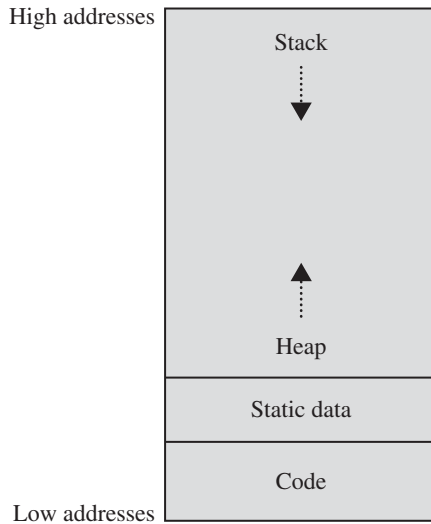 High addresses
Stack
Heap
Static data
Code
Low addresses